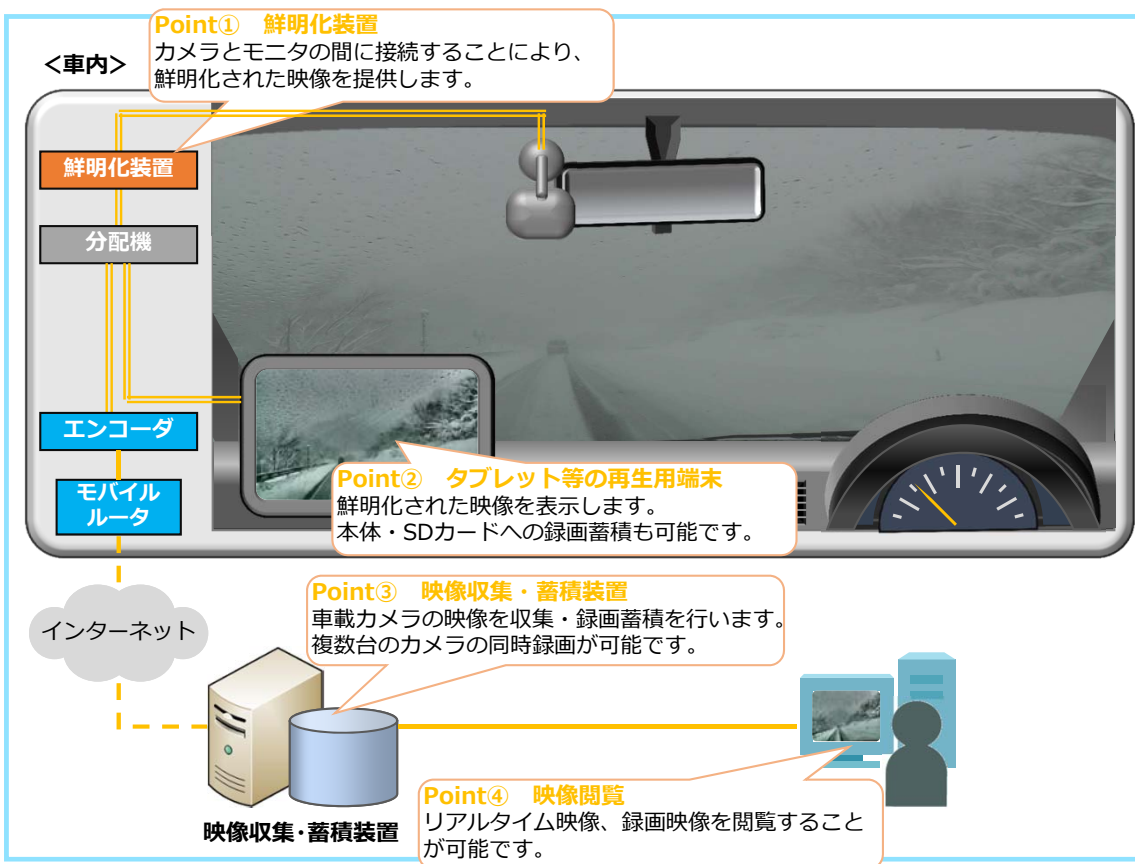 Point① 鮮明化装置
カメラとモニタの間に接続することにより、
鮮明化された映像を提供します。
＜車内＞
鮮明化装置
分配機
エンコーダ
モバイル
ルータ
Point② タブレット等の再生用端末
鮮明化された映像を表示します。
本体・SDカードへの録画蓄積も可能です。
インターネット
Point③ 映像収集・蓄積装置
車載カメラの映像を収集・録画蓄積を行います。
複数台のカメラの同時録画が可能です。
映像収集･蓄積装置
Point④ 映像閲覧
リアルタイム映像、録画映像を閲覧すること
が可能です。